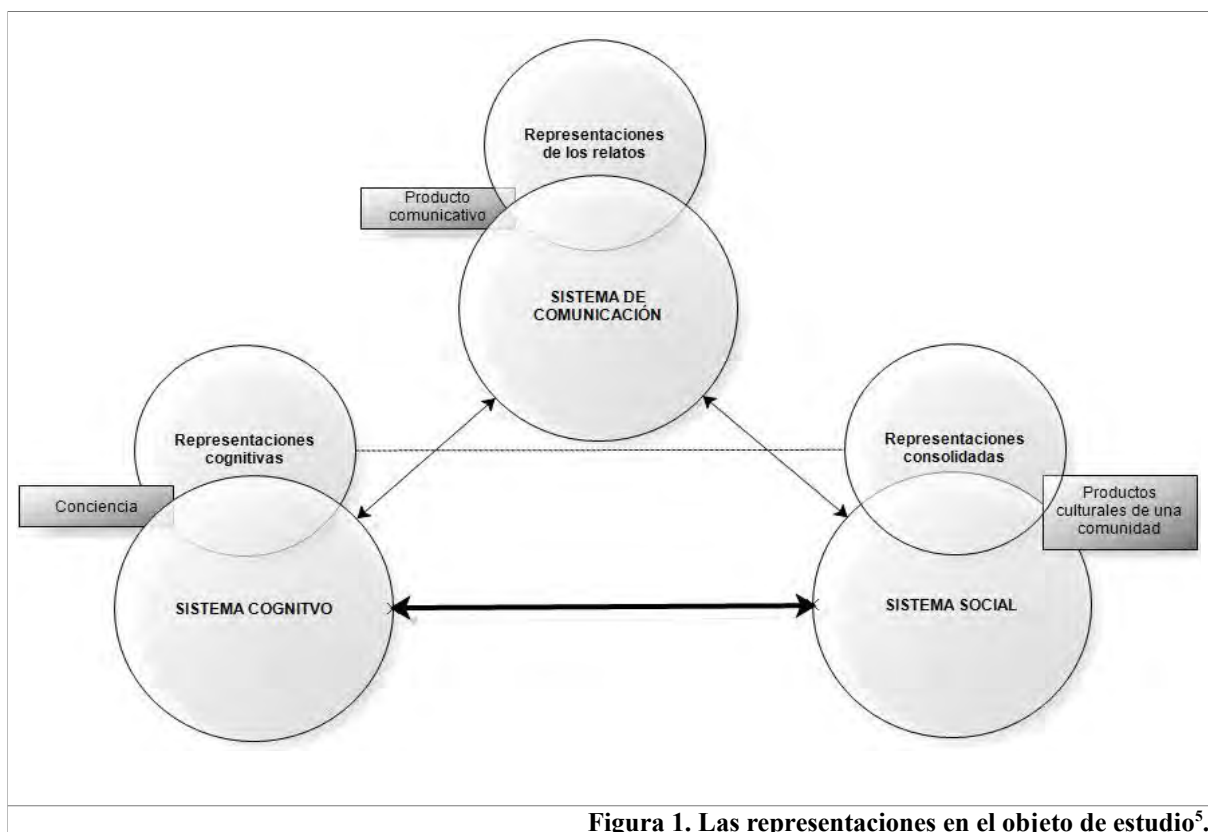 Representaciones
de los relatos
Producto
comunicativo
SISTEMA DE
COMUNICACIÓN
Representaciones
cognitivas
Representaciones
consolidadas
Conciencia
Productos
culturales de una
comunidad
SISTEMA COGNITVO
SISTEMA SOCIAL
Figura 1. Las representaciones en el objeto de estudio⁵.